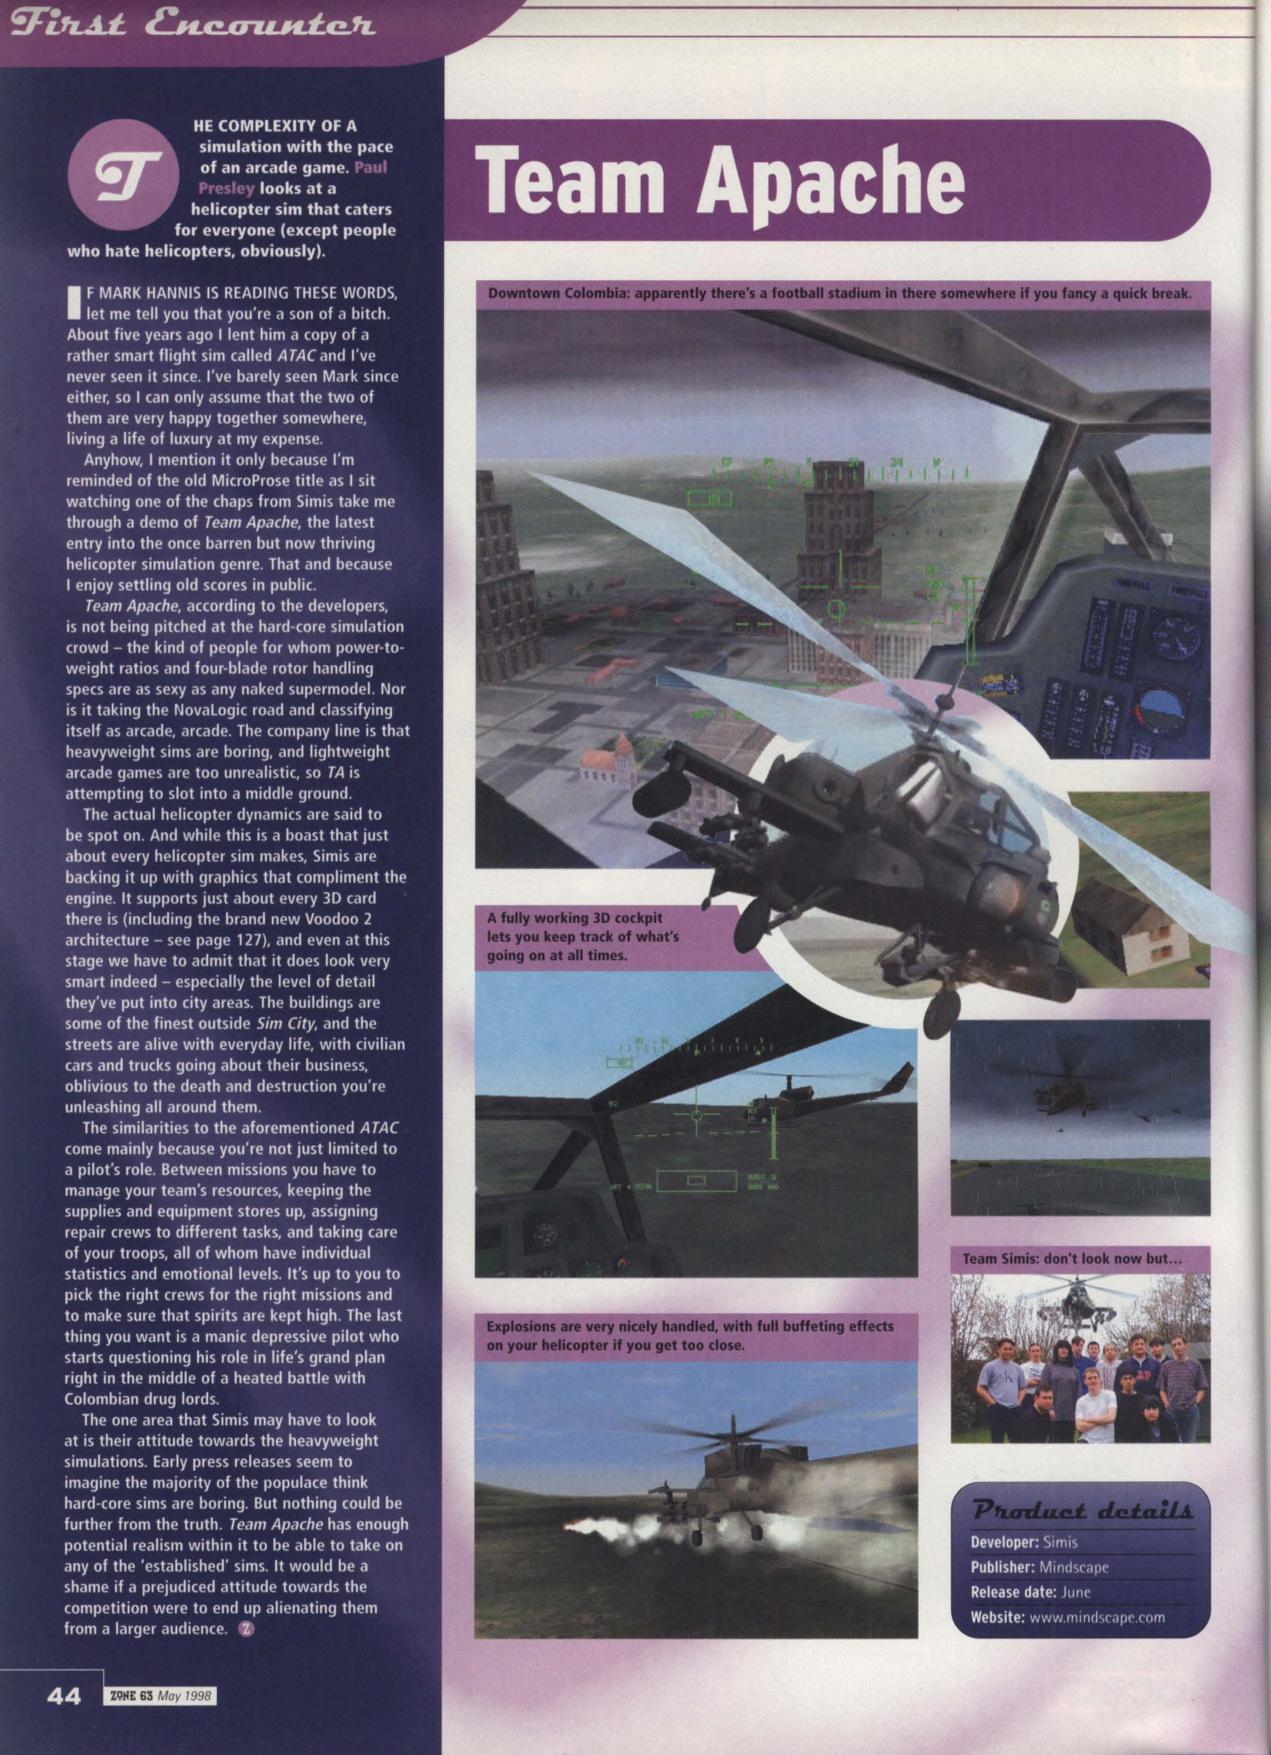 First Encounter
THE COMPLEXITY OF A
simulation with the pace
of an arcade game. Paul
Presley looks at a
helicopter sim that caters
for everyone (except people
who hate helicopters, obviously).
IF MARK HANNIS IS READING THESE WORDS,
let me tell you that you're a son of a bitch.
About five years ago I lent him a copy of a
rather smart flight sim called ATAC and I've
never seen it since. I've barely seen Mark since
either, so I can only assume that the two of
them are very happy together somewhere,
living a life of luxury at my expense.
Anyhow, I mention it only because I'm
reminded of the old MicroProse title as I sit
watching one of the chaps from Simis take me
through a demo of Team Apache, the latest
entry into the once barren but now thriving
helicopter simulation genre. That and because
I enjoy settling old scores in public.
Team Apache, according to the developers,
is not being pitched at the hard-core simulation
crowd – the kind of people for whom power-to-
weight ratios and four-blade rotor handling
specs are as sexy as any naked supermodel. Nor
is it taking the NovaLogic road and classifying
itself as arcade, arcade. The company line is that
heavyweight sims are boring, and lightweight
arcade games are too unrealistic, so TA is
attempting to slot into a middle ground.
The actual helicopter dynamics are said to
be spot on. And while this is a boast that just
about every helicopter sim makes, Simis are
backing it up with graphics that compliment the
engine. It supports just about every 3D card
there is (including the brand new Voodoo 2
architecture – see page 127), and even at this
stage we have to admit that it does look very
smart indeed – especially the level of detail
they've put into city areas. The buildings are
some of the finest outside Sim City, and the
streets are alive with everyday life, with civilian
cars and trucks going about their business,
oblivious to the death and destruction you're
unleashing all around them.
The similarities to the aforementioned ATAC
come mainly because you're not just limited to
a pilot's role. Between missions you have to
manage your team's resources, keeping the
supplies and equipment stores up, assigning
repair crews to different tasks, and taking care
of your troops, all of whom have individual
statistics and emotional levels. It's up to you to
pick the right crews for the right missions and
to make sure that spirits are kept high. The last
thing you want is a manic depressive pilot who
starts questioning his role in life's grand plan
right in the middle of a heated battle with
Colombian drug lords.
The one area that Simis may have to look
at is their attitude towards the heavyweight
simulations. Early press releases seem to
imagine the majority of the populace think
hard-core sims are boring. But nothing could be
further from the truth. Team Apache has enough
potential realism within it to be able to take on
any of the 'established' sims. It would be a
shame if a prejudiced attitude towards the
competition were to end up alienating them
from a larger audience. Z
Team Apache
Downtown Colombia: apparently there's a football stadium in there somewhere if you fancy a quick break.
A fully working 3D cockpit
lets you keep track of what's
going on at all times.
Explosions are very nicely handled, with full buffeting effects
on your helicopter if you get too close.
Team Simis: don't look now but...
Product details
Developer: Simis
Publisher: Mindscape
Release date: June
Website: www.mindscape.com
44
ZONE 63 May 1998